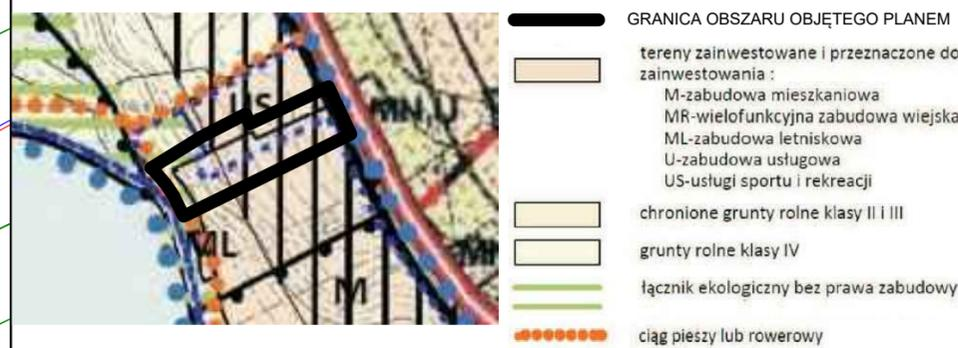 US
MN,U
ML
M
GRANICA OBSZARU OBJĘTEGO PLANEM
tereny zainwestowane i przeznaczone do
zainwestowania :
M-zabudowa mieszkaniowa
MR-wielofunkcyjna zabudowa wiejska
ML-zabudowa letniskowa
U-zabudowa usługowa
US-usługi sportu i rekreacji
chronione grunty rolne klasy II i III
grunty rolne klasy IV
łącznik ekologiczny bez prawa zabudowy
ciąg pieszy lub rowerowy